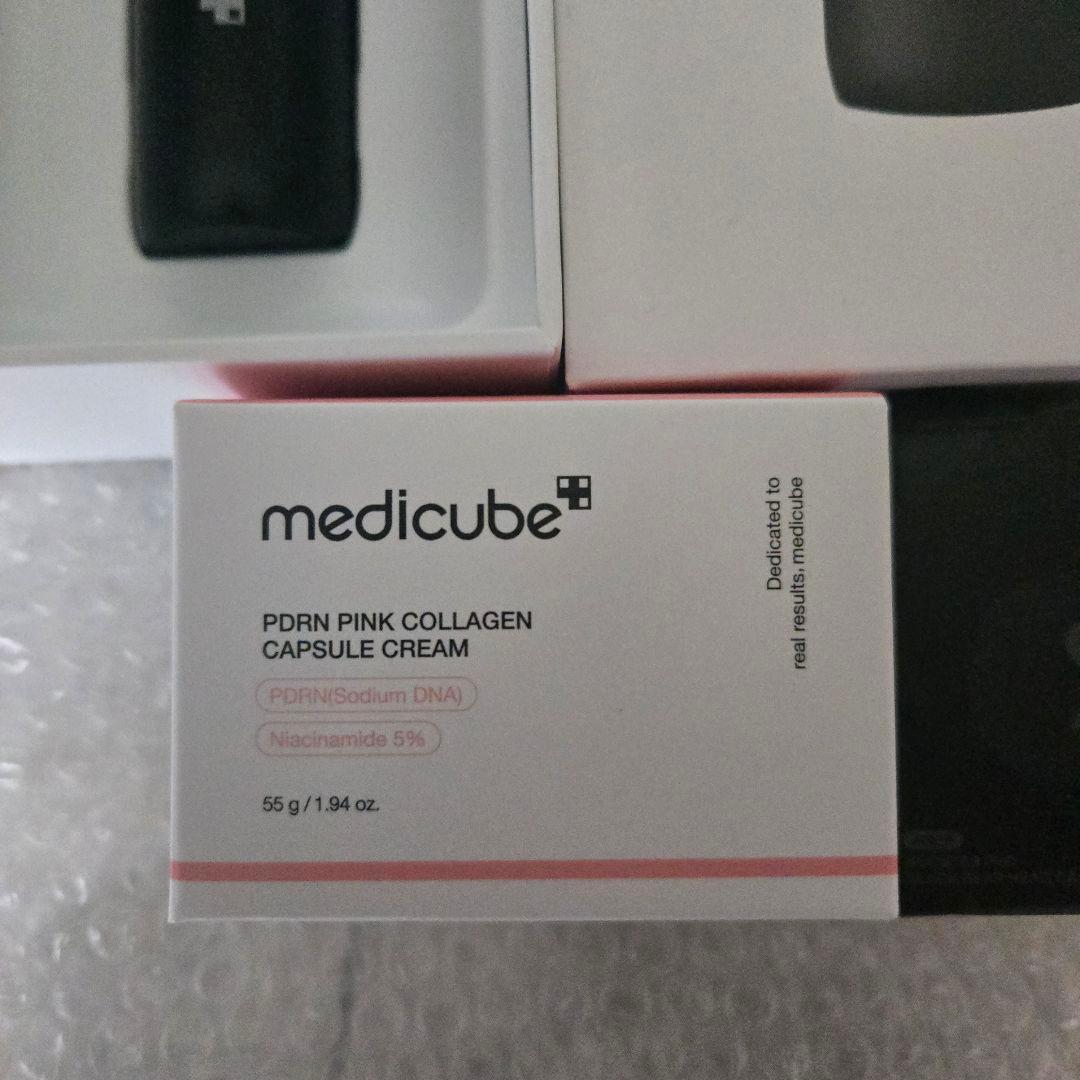 medicube
PDRN PINK COLLAGEN
CAPSULE CREAM
PDRN(Sodium DNA)
Niacinamide 5%
55 g / 1.94 oz.
Dedicated to
real results, medicube